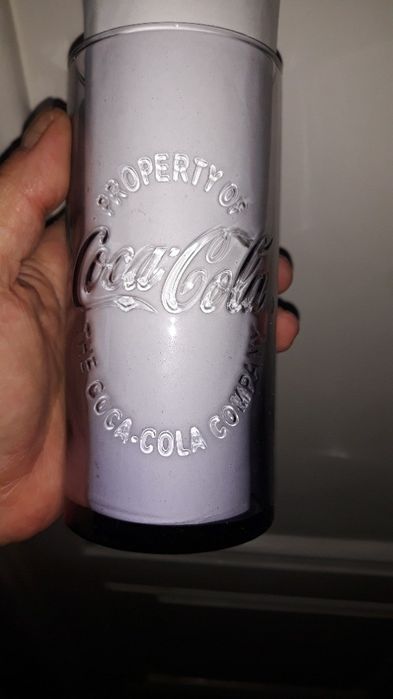 PROPERTY OF
Coca-Cola
THE COCA-COLA COMPANY